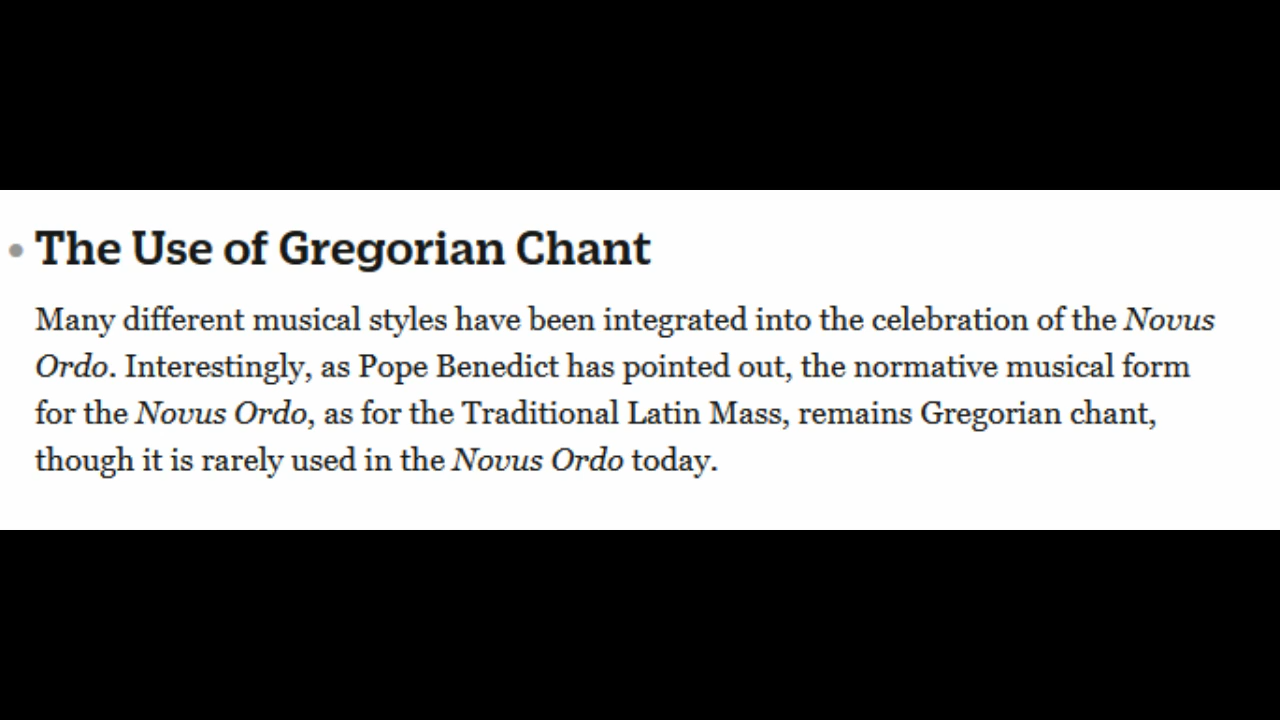 • The Use of Gregorian Chant
Many different musical styles have been integrated into the celebration of the Novus
Ordo. Interestingly, as Pope Benedict has pointed out, the normative musical form
for the Novus Ordo, as for the Traditional Latin Mass, remains Gregorian chant,
though it is rarely used in the Novus Ordo today.